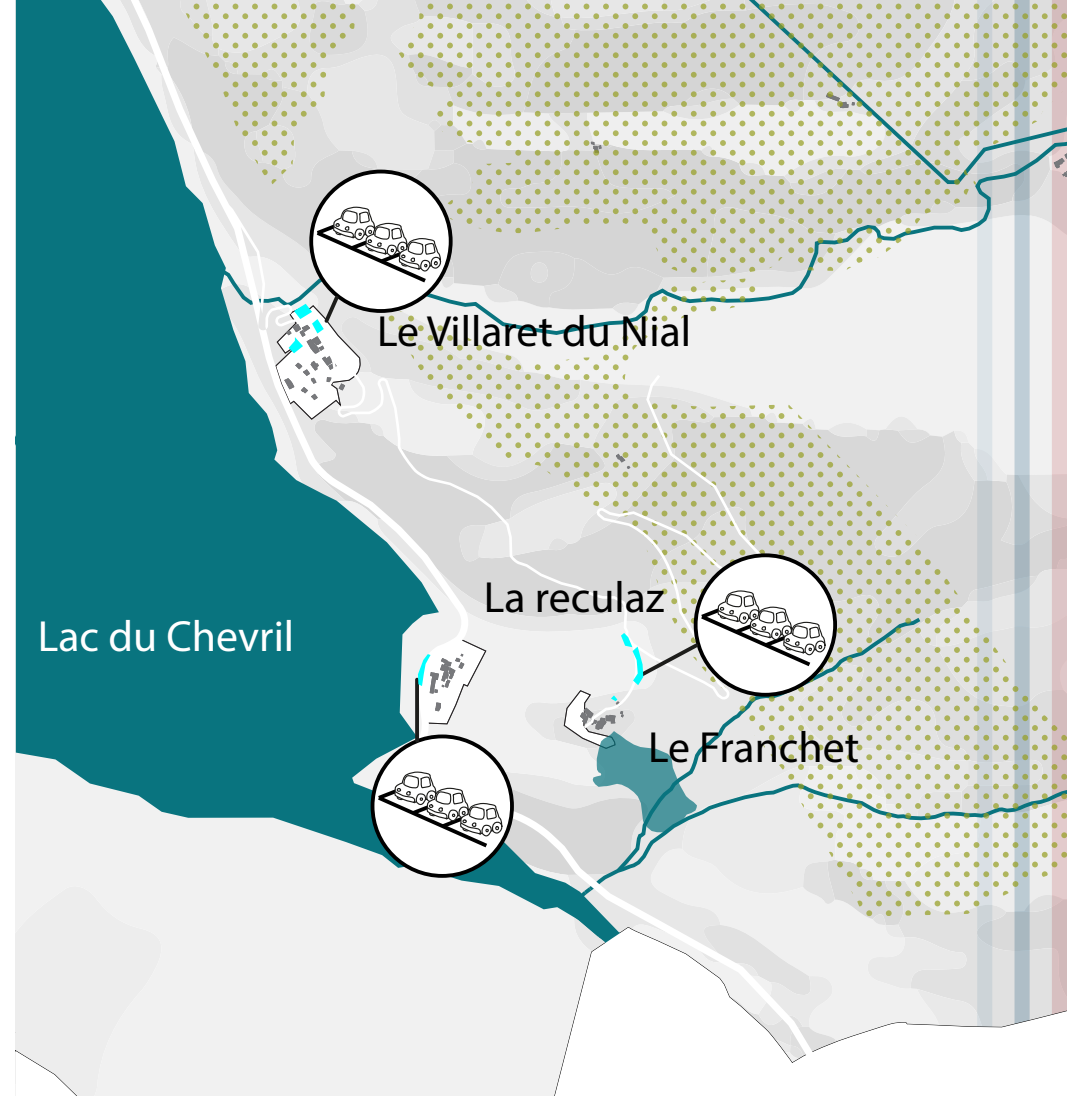 Le Villaret du Nial
La reculaz
Lac du Chevril
Le Franchet